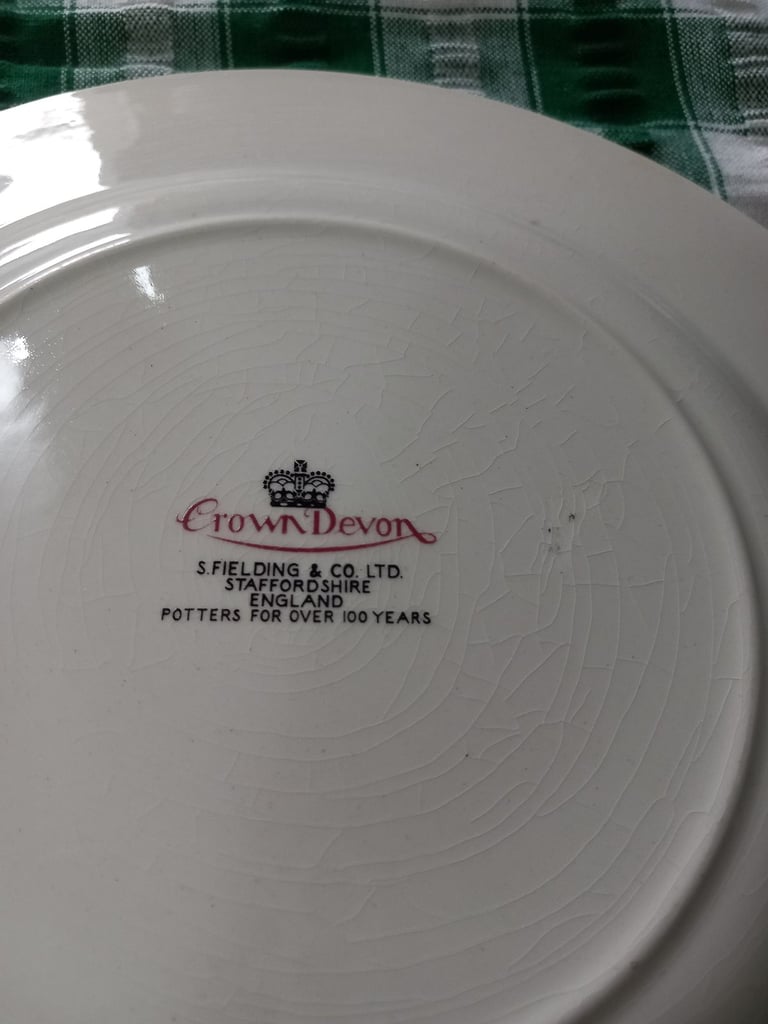 Crown Devon
S. FIELDING & CO. LTD.
STAFFORDSHIRE
ENGLAND
POTTERS FOR OVER 100 YEARS